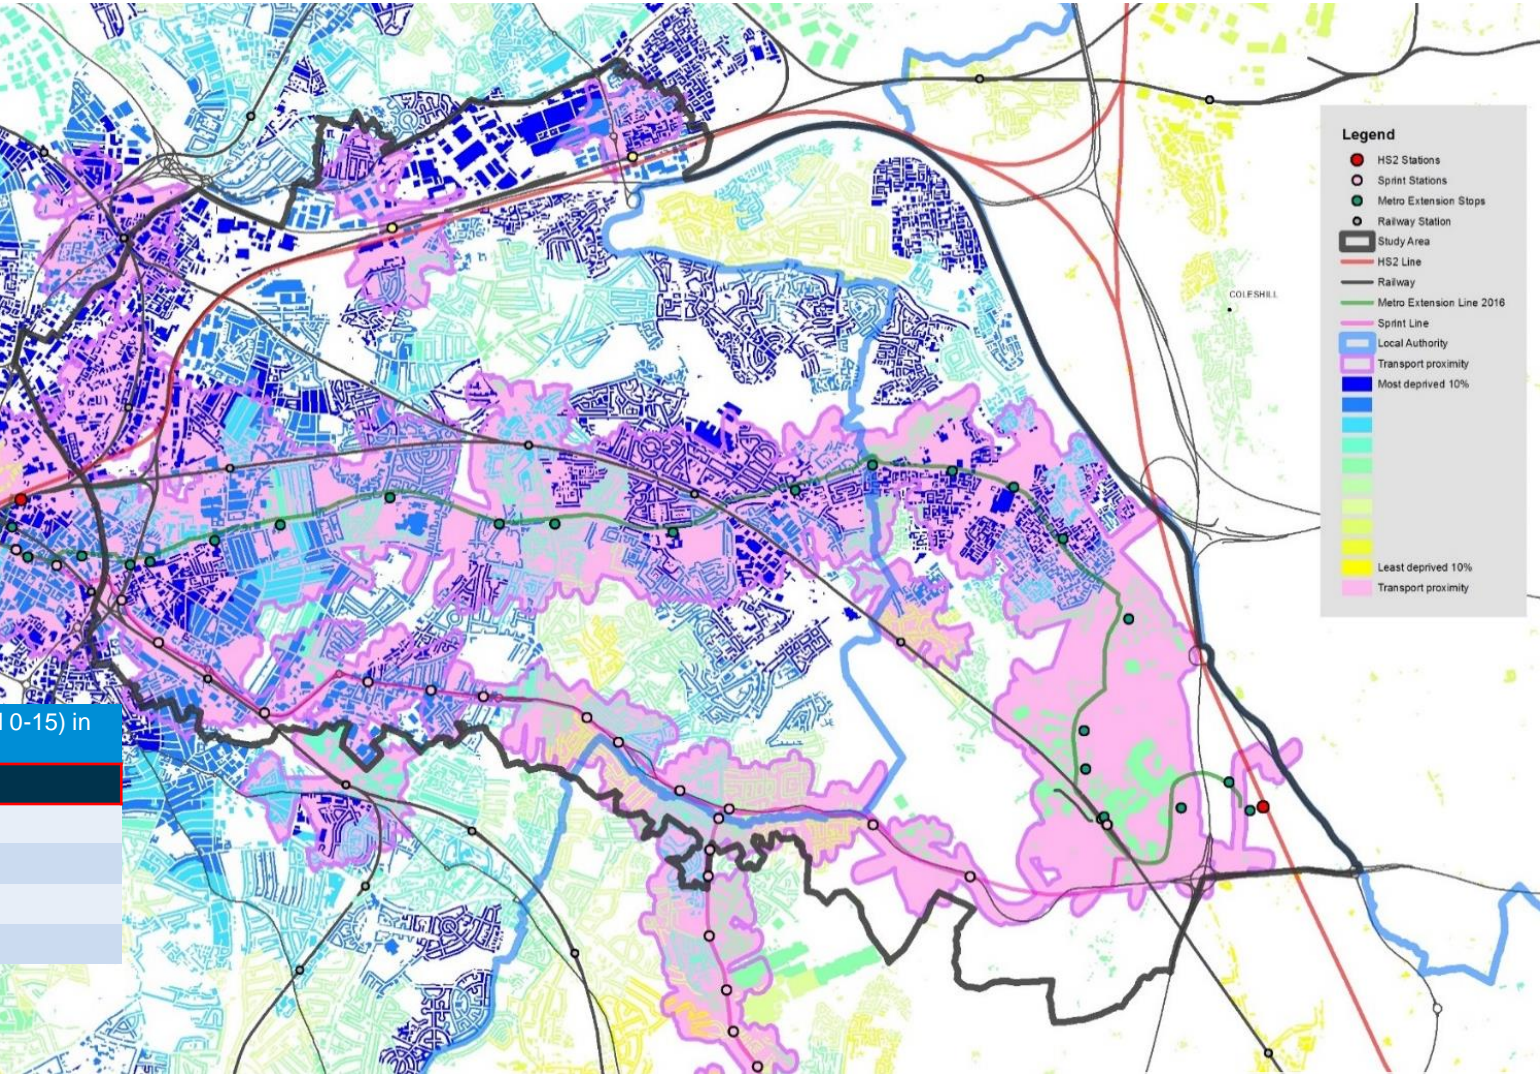 Legend
HS2 Stations
Sprint Stations
Metro Extension Stops
Railway Station
Study Area
HS2 Line
Railway
Metro Extension Line 2016
Sprint Line
Local Authority
Transport proximity
Most deprived 10%
Least deprived 10%
Transport proximity
COLESHILL
0-15) in